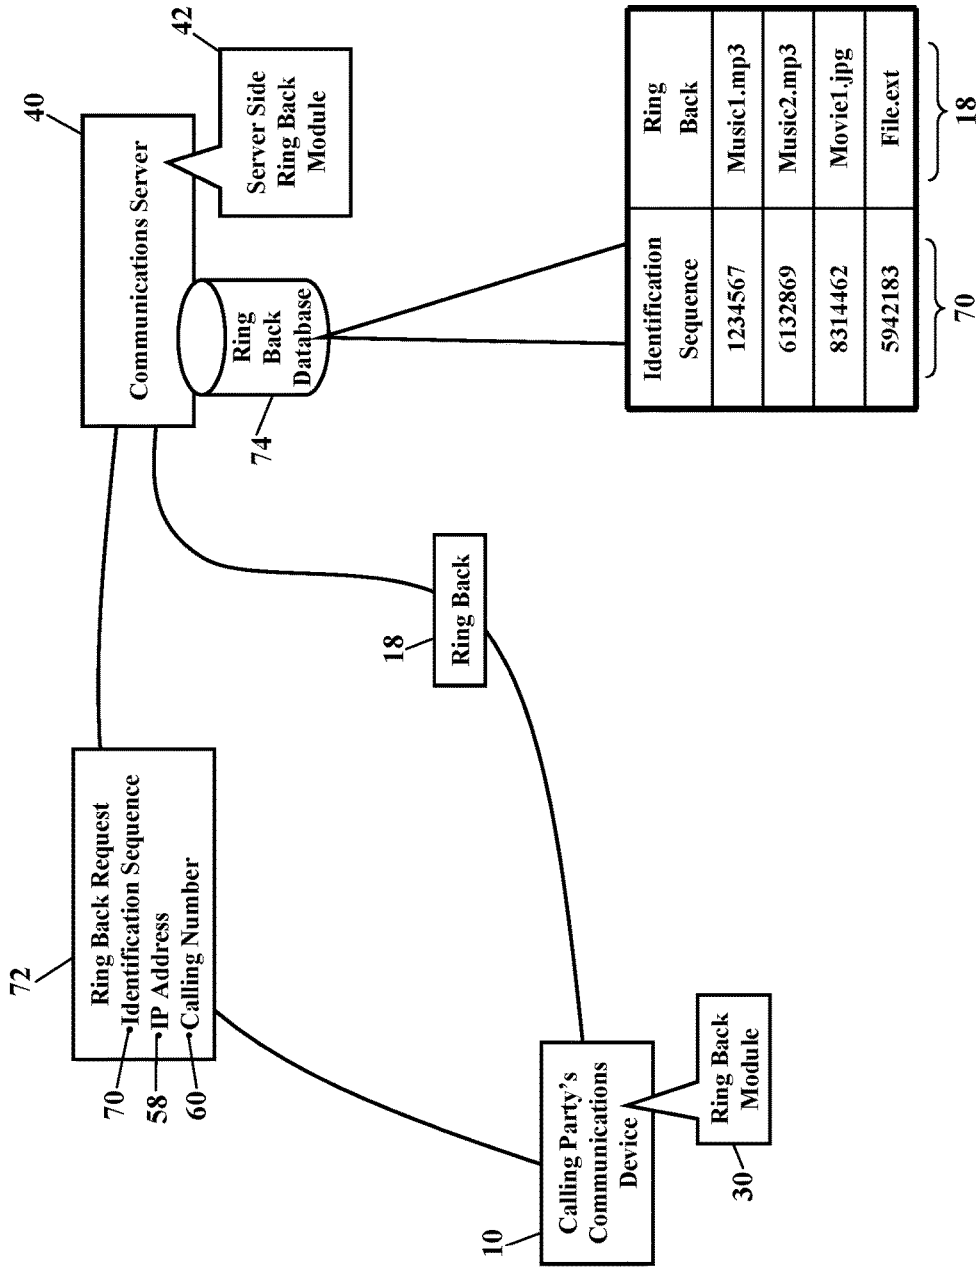 72
Ring Back Request
•Identification Sequence
•IP Address
•Calling Number
70
58
60
40
Communications Server
42
Server Side
Ring Back
Module
Ring
Back
Database
74
18
Ring Back
10
Calling Party's
Communications
Device
Ring Back
Module
30
Identification
Sequence
Ring
Back
1234567
Music1.mp3
6132869
Music2.mp3
8314462
Movie1.jpg
5942183
File.ext
70
18